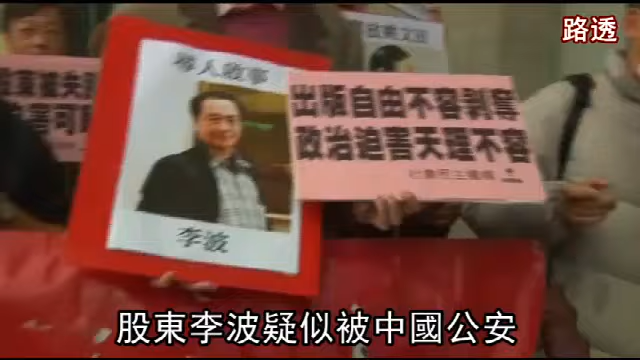 路透
尋人啟事
李波
出版自由不容剝奪
政治迫害天理不容
股東李波疑似被中國公安